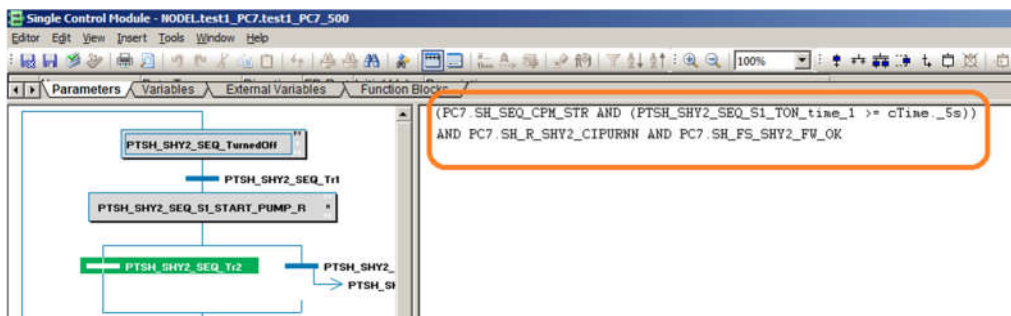 Single Control Module - NODEL.test1_PC7.test1_PC7_500
Editor Edit View Insert Tools Window Help
100%
Parameters Variables External Variables Function Blocks
(PC7.SH_SEQ_CPM_STR AND (PTSH_SHY2_SEQ_S1_TON_time_1 >= cTime._5s))
AND PC7.SH_R_SHY2_CIPURNN AND PC7.SH_FS_SHY2_FW_OK
PTSH_SHY2_SEQ_TurnedOff
PTSH_SHY2_SEQ_Tr1
PTSH_SHY2_SEQ_S1_START_PUMP_R
PTSH_SHY2_SEQ_Tr2
PTSH_SHY2_
PTSH_SH